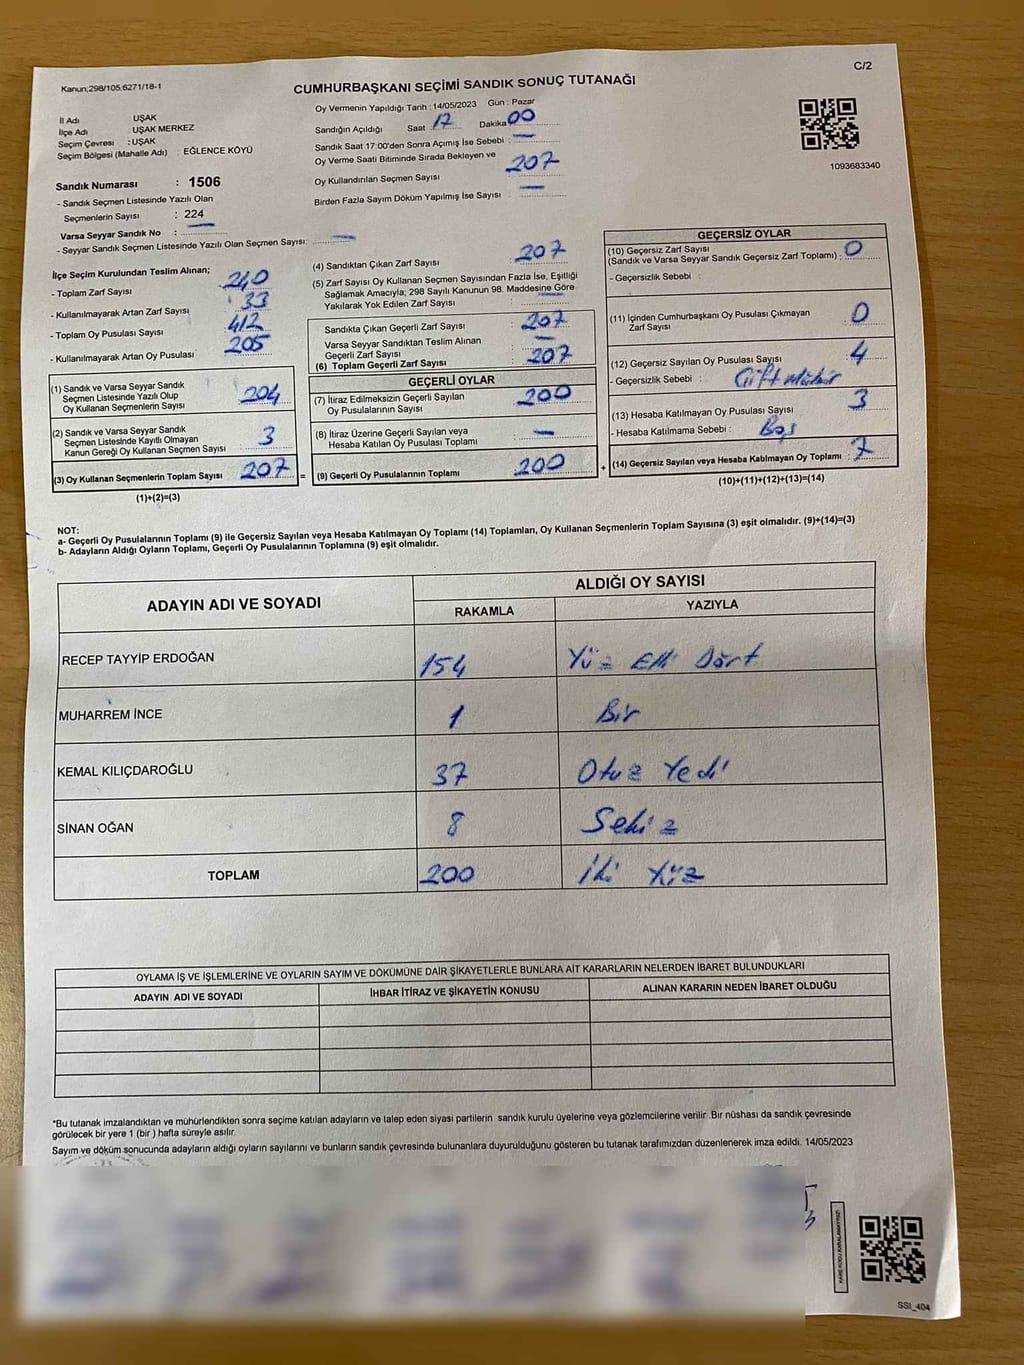 C/2
Kanun;298/105.6271/18-1
CUMHURBAŞKANI SEÇİMİ SANDIK SONUÇ TUTANAĞI
İl Adı UŞAK
İlçe Adı : UŞAK MERKEZ
Seçim Çevresi : UŞAK
Seçim Bölgesi (Mahalle Adı) : EĞLENCE KÖYÜ
Sandık Numarası : 1506
- Sandık Seçmen Listesinde Yazılı Olan
Seçmenlerin Sayısı : 224
Varsa Seyyar Sandık No : —
- Seyyar Sandık Seçmen Listesinde Yazılı Olan Seçmen Sayısı: —
Oy Vermenin Yapıldığı Tarih : 14/05/2023 Gün : Pazar
Sandığın Açıldığı Saat : 17 Dakika : 00
Sandık Saat 17:00'den Sonra Açımış İse Sebebi : —
Oy Verme Saati Bitiminde Sırada Bekleyen ve
Oy Kullandırılan Seçmen Sayısı : 207
Birden Fazla Sayım Döküm Yapılmış İse Sayısı : —
1093683340
İlçe Seçim Kurulundan Teslim Alınan;
- Toplam Zarf Sayısı : 240
- Kullanılmayarak Artan Zarf Sayısı : 33
- Toplam Oy Pusulası Sayısı : 412
- Kullanılmayarak Artan Oy Pusulası : 205
(1) Sandık ve Varsa Seyyar Sandık
Seçmen Listesinde Yazılı Olup
Oy Kullanan Seçmenlerin Sayısı : 204
(2) Sandık ve Varsa Seyyar Sandık
Seçmen Listesinde Kayıtlı Olmayan
Kanun Gereği Oy Kullanan Seçmen Sayısı : 3
(3) Oy Kullanan Seçmenlerin Toplam Sayısı : 207 =
(1)+(2)=(3)
(4) Sandıktan Çıkan Zarf Sayısı : 207
(5) Zarf Sayısı Oy Kullanan Seçmen Sayısından Fazla İse, Eşitliği
Sağlamak Amacıyla; 298 Sayılı Kanunun 98. Maddesine Göre
Yakılarak Yok Edilen Zarf Sayısı : —
Sandıkta Çıkan Geçerli Zarf Sayısı : 207
Varsa Seyyar Sandıktan Teslim Alınan
Geçerli Zarf Sayısı : —
(6) Toplam Geçerli Zarf Sayısı : 207
GEÇERLİ OYLAR
(7) İtiraz Edilmeksizin Geçerli Sayılan
Oy Pusulalarının Sayısı : 200
(8) İtiraz Üzerine Geçerli Sayılan veya
Hesaba Katılan Oy Pusulası Toplamı : —
(9) Geçerli Oy Pusulalarının Toplamı : 200 +
GEÇERSİZ OYLAR
(10) Geçersiz Zarf Sayısı
(Sandık ve Varsa Seyyar Sandık Geçersiz Zarf Toplamı) : 0
- Geçersizlik Sebebi :
(11) İçinden Cumhurbaşkanı Oy Pusulası Çıkmayan
Zarf Sayısı : 0
(12) Geçersiz Sayılan Oy Pusulası Sayısı : 4
- Geçersizlik Sebebi : Çift Mühür
(13) Hesaba Katılmayan Oy Pusulası Sayısı : 3
- Hesaba Katılmama Sebebi : Boş
(14) Geçersiz Sayılan veya Hesaba Katılmayan Oy Toplamı : 7
(10)+(11)+(12)+(13)=(14)
NOT:
a- Geçerli Oy Pusulalarının Toplamı (9) ile Geçersiz Sayılan veya Hesaba Katılmayan Oy Toplamı (14) Toplamları, Oy Kullanan Seçmenlerin Toplam Sayısına (3) eşit olmalıdır. (9)+(14)=(3)
b- Adayların Aldığı Oyların Toplamı, Geçerli Oy Pusulalarının Toplamına (9) eşit olmalıdır.
ADAYIN ADI VE SOYADI ALDIĞI OY SAYISI
RAKAMLA YAZIYLA
RECEP TAYYİP ERDOĞAN 154 Yüz Elli Dört
MUHARREM İNCE 1 Bir
KEMAL KILIÇDAROĞLU 37 Otuz Yedi
SİNAN OĞAN 8 Sekiz
TOPLAM 200 İki Yüz
OYLAMA İŞ VE İŞLEMLERİNE VE OYLARIN SAYIM VE DÖKÜMÜNE DAİR ŞİKAYETLERLE BUNLARA AİT KARARLARIN NELERDEN İBARET BULUNDUKLARI
ADAYIN ADI VE SOYADI İHBAR İTİRAZ VE ŞİKAYETİN KONUSU ALINAN KARARIN NEDEN İBARET OLDUĞU
*Bu tutanak imzalandıktan ve mühürlendikten sonra seçime katılan adayların ve talep eden siyasi partilerin sandık kurulu üyelerine veya gözlemcilerine verilir. Bir nüshası da sandık çevresinde
görülecek bir yere 1 (bir ) hafta süreyle asılır.
Sayım ve döküm sonucunda adayların aldığı oyların sayılarını ve bunların sandık çevresinde bulunanlara duyurulduğunu gösteren bu tutanak tarafımızdan düzenlenerek imza edildi. 14/05/2023
KARE KODU KARALAMAYINIZ!
SSI_404